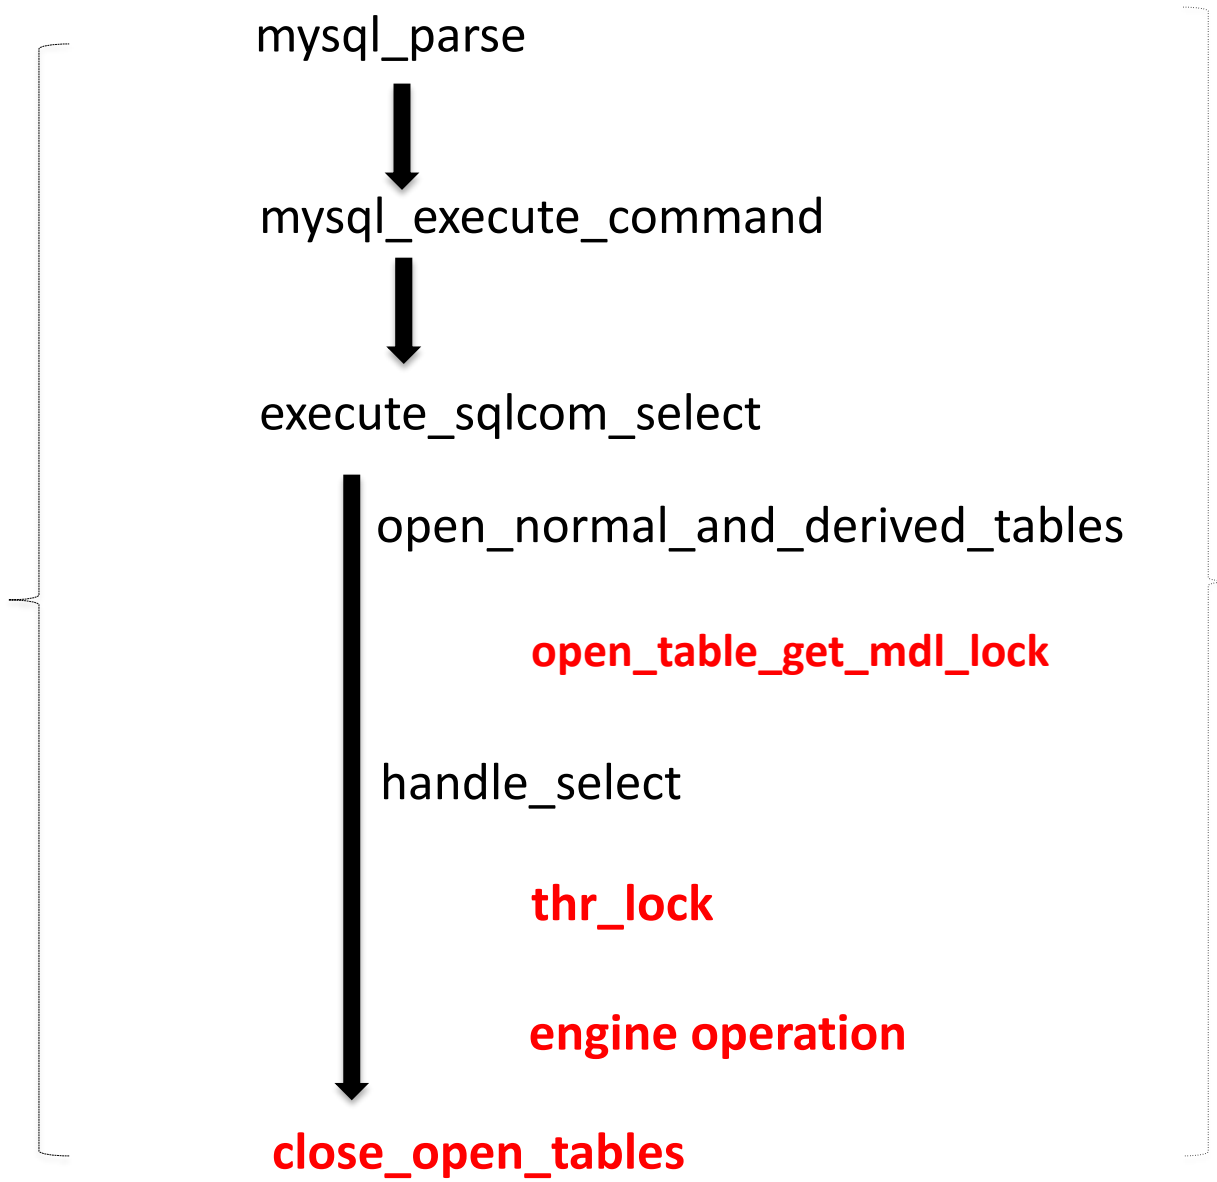 mysql_parse
mysql_execute_command
execute_sqlcom_select
open_normal_and_derived_tables
open_table_get_mdl_lock
handle_select
thr_lock
engine operation
close_open_tables